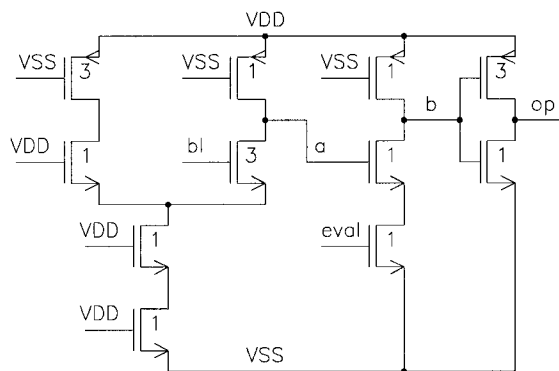 VDD
VSS 3 VSS 1 VSS 1 b 3 op
VDD 1 bl 3 a 1 1
VDD 1 eval 1
VDD 1
VSS